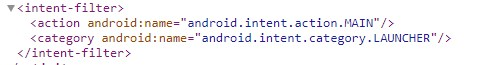 <intent-filter>
<action android:name="android.intent.action.MAIN"/>
<category android:name="android.intent.category.LAUNCHER"/>
</intent-filter>